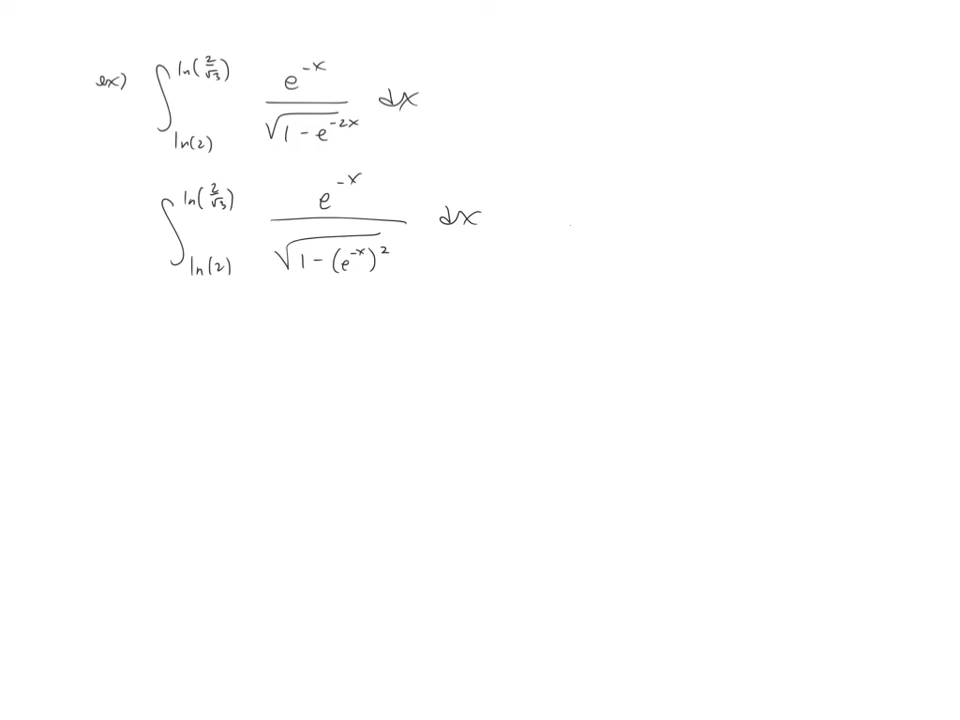 ex) ∫_{ln(2)}^{ln(2/√3)} e^{-x} / √(1 - e^{-2x}) dx
∫_{ln(2)}^{ln(2/√3)} e^{-x} / √(1 - (e^{-x})^2) dx